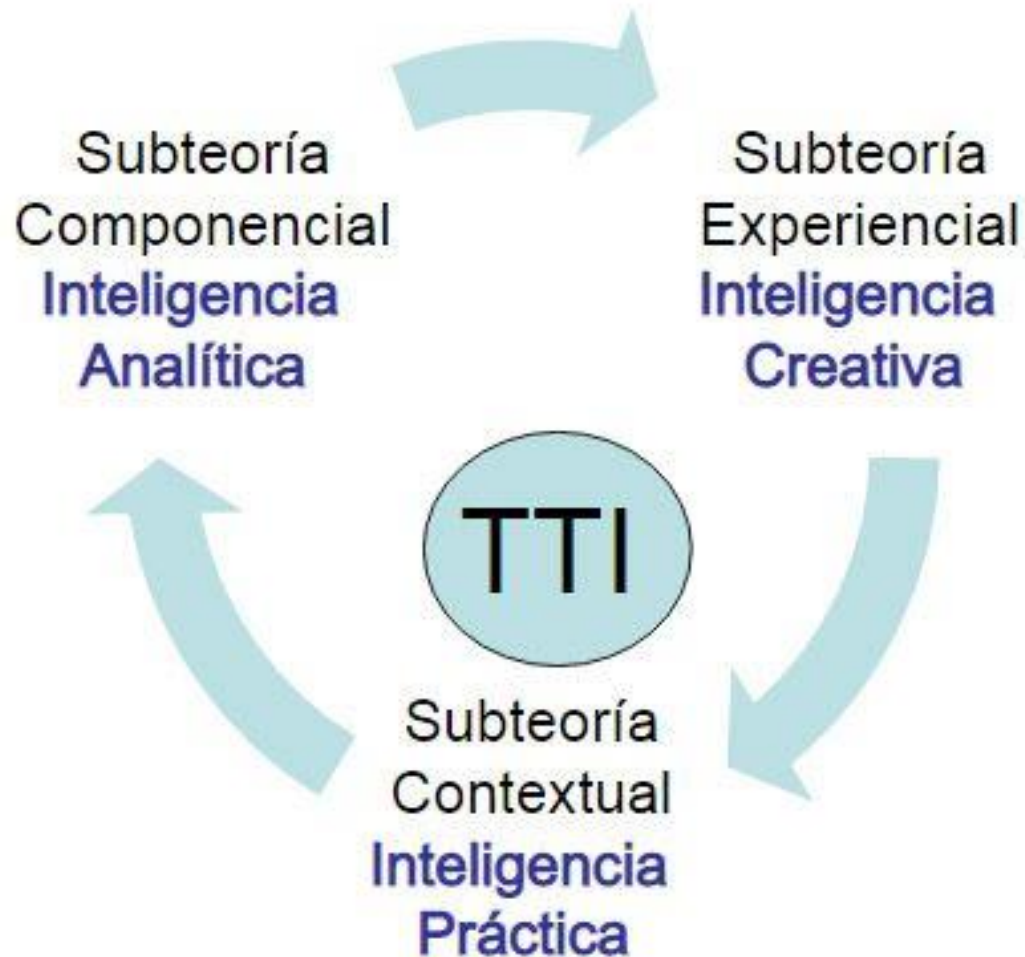 Subteoría
Componencial
Inteligencia
Analítica
Subteoría
Experiencial
Inteligencia
Creativa
TTI
Subteoría
Contextual
Inteligencia
Práctica